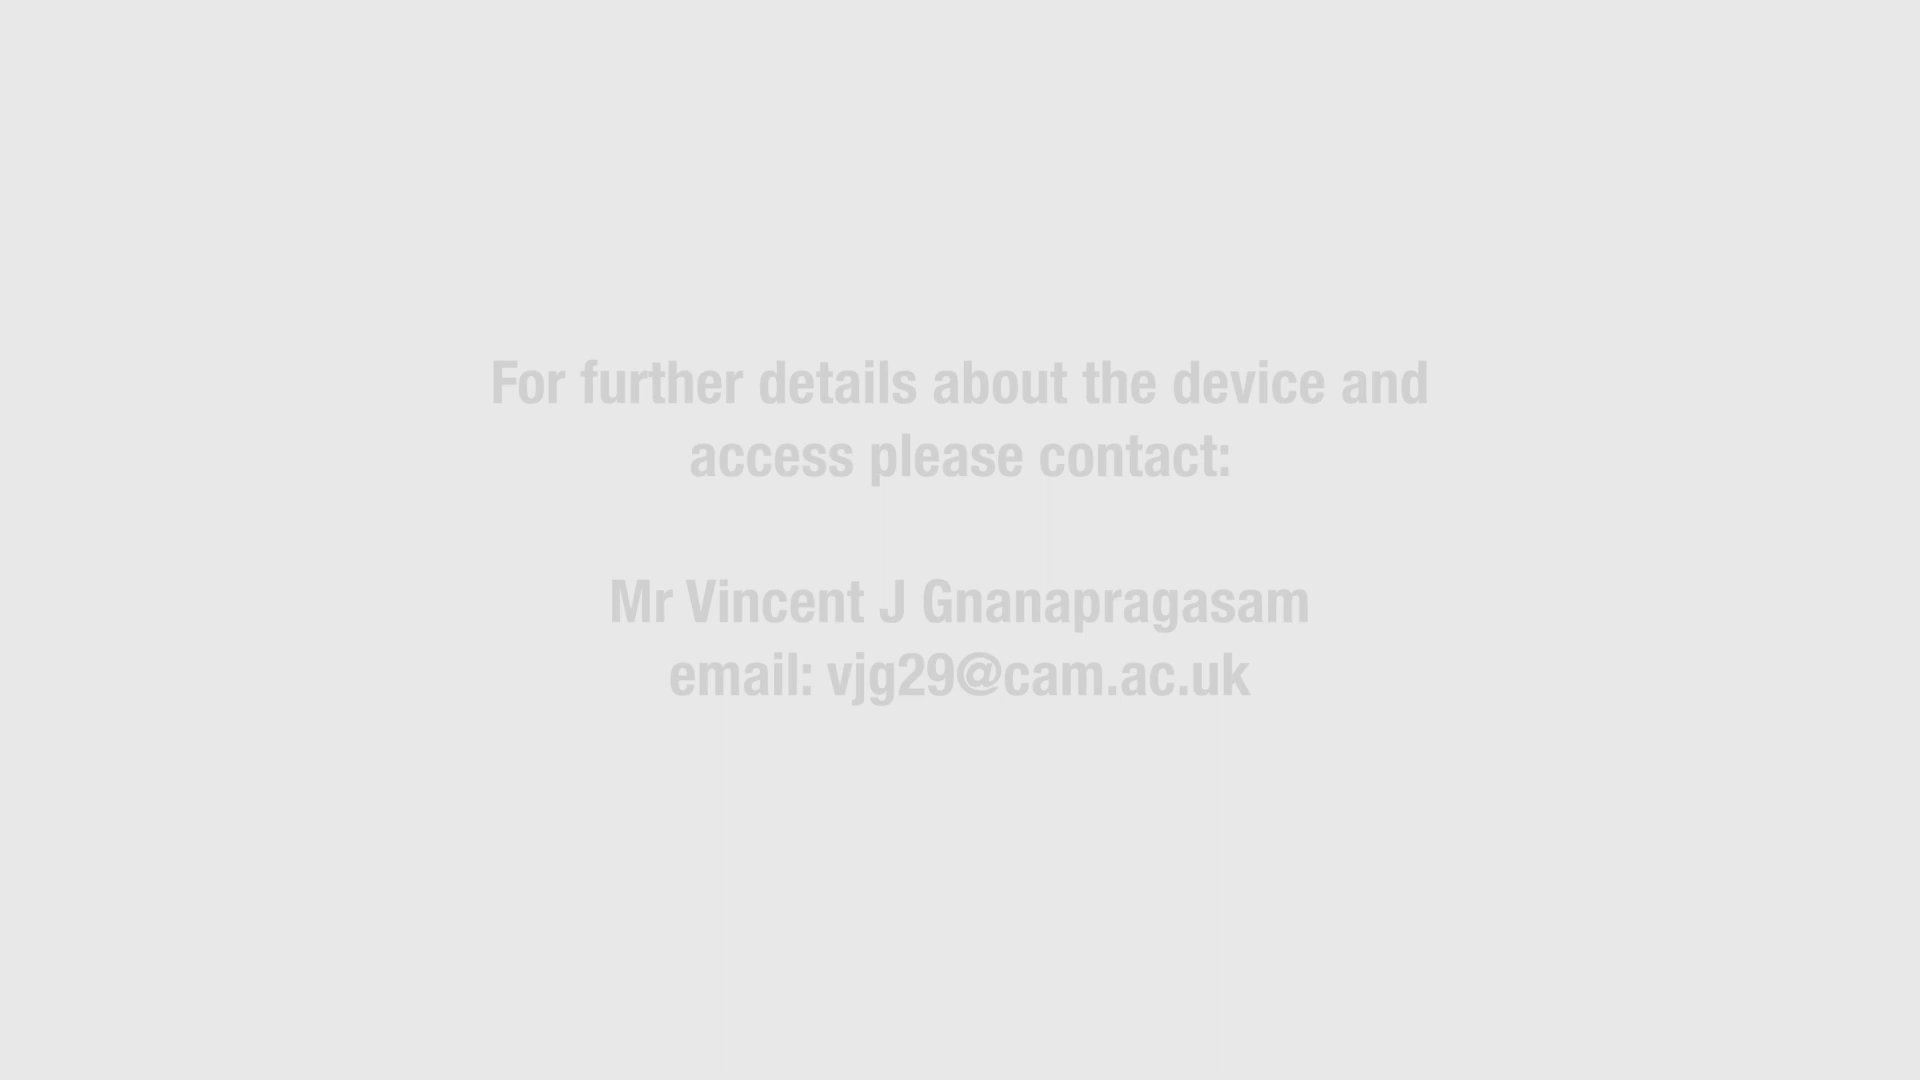 For further details about the device and
access please contact:
Mr Vincent J Gnanapragasam
email: vjg29@cam.ac.uk